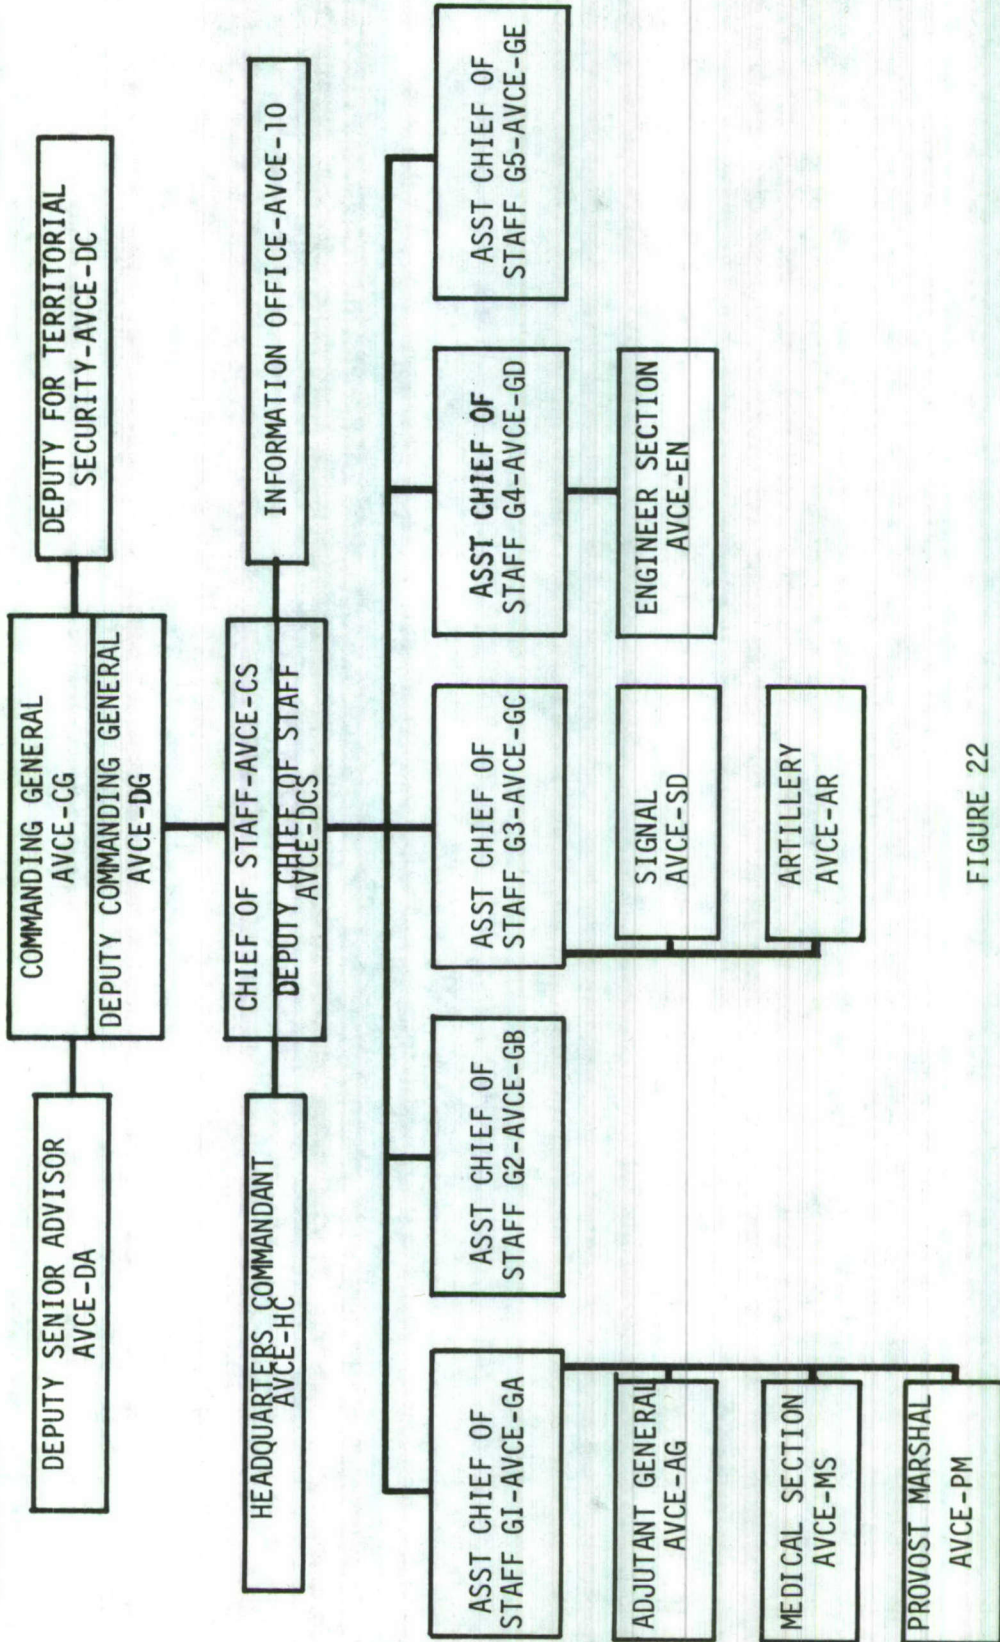 DEPUTY SENIOR ADVISOR
AVCE-DA
COMMANDING GENERAL
AVCE-CG
DEPUTY COMMANDING GENERAL
AVCE-DG
DEPUTY FOR TERRITORIAL
SECURITY-AVCE-DC
HEADQUARTERS COMMANDANT
AVCE-HC
CHIEF OF STAFF-AVCE-CS
DEPUTY CHIEF OF STAFF
AVCE-DCS
INFORMATION OFFICE-AVCE-10
ASST CHIEF OF
STAFF GI-AVCE-GA
ASST CHIEF OF
STAFF G2-AVCE-GB
ASST CHIEF OF
STAFF G3-AVCE-GC
ASST CHIEF OF
STAFF G4-AVCE-GD
ASST CHIEF OF
STAFF G5-AVCE-GE
ADJUTANT GENERAL
AVCE-AG
MEDICAL SECTION
AVCE-MS
PROVOST MARSHAL
AVCE-PM
SIGNAL
AVCE-SD
ARTILLERY
AVCE-AR
ENGINEER SECTION
AVCE-EN
FIGURE 22